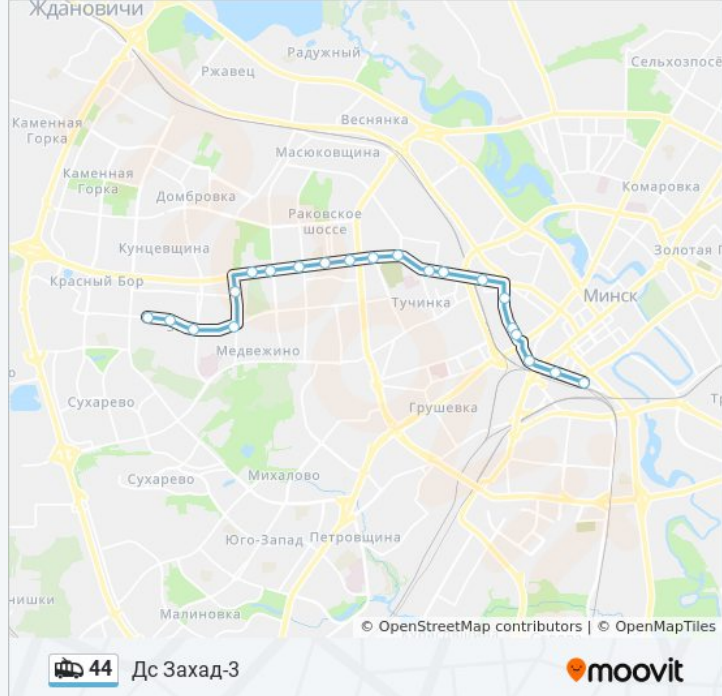 Ждановичи
Радужный
Ржавец
Сельхозпосё
Веснянка
Каменная
Горка
Масюковщина
Каменная
Горка
Домбровка
Комаровка
Раковское
шоссе
Кунцевщина
Золотая Г
Красный Бор
Тучинка
Минск
Медвежино
Сухарево
Грушевка
Михалово
Сухарево
Юго-Запад
Петровщина
нишки
Малиновка
© OpenStreetMap contributors | © OpenMapTiles
44 Дс Захад-3
moovit